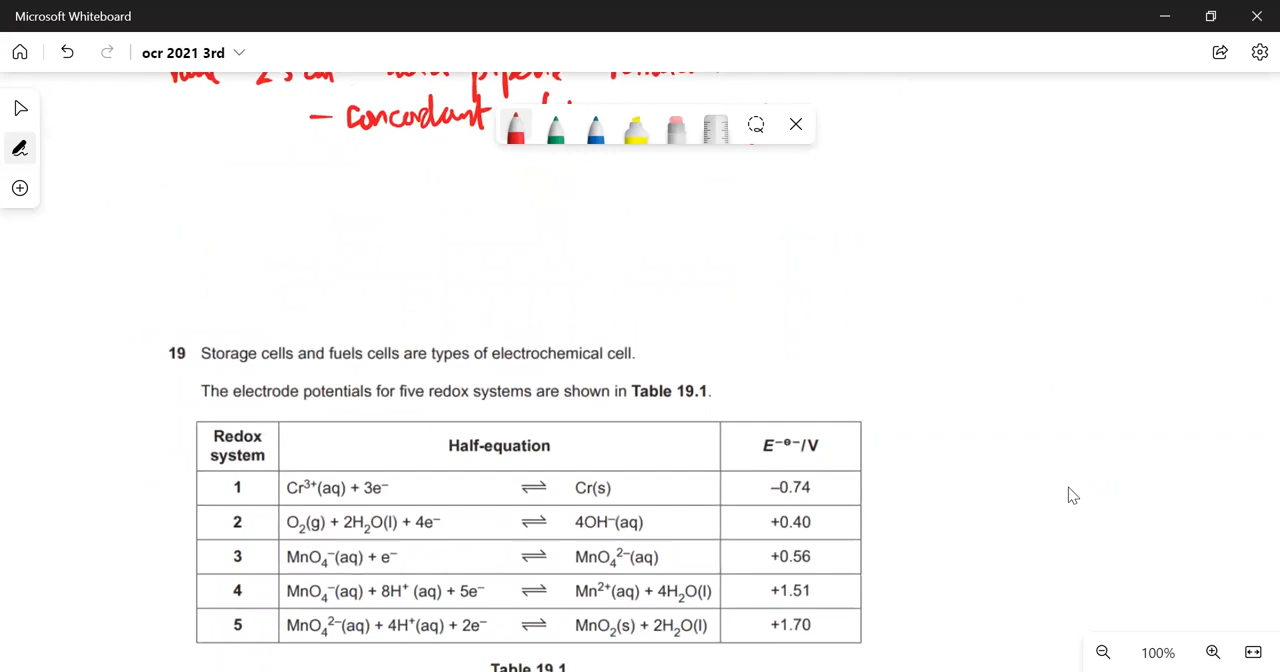 Microsoft Whiteboard
ocr 2021 3rd
- concordant
19 Storage cells and fuels cells are types of electrochemical cell.
The electrode potentials for five redox systems are shown in Table 19.1.
Redox system Half-equation E⁻ᶱ⁻/V
1 Cr³⁺(aq) + 3e⁻ ⇌ Cr(s) –0.74
2 O₂(g) + 2H₂O(l) + 4e⁻ ⇌ 4OH⁻(aq) +0.40
3 MnO₄⁻(aq) + e⁻ ⇌ MnO₄²⁻(aq) +0.56
4 MnO₄⁻(aq) + 8H⁺ (aq) + 5e⁻ ⇌ Mn²⁺(aq) + 4H₂O(l) +1.51
5 MnO₄²⁻(aq) + 4H⁺(aq) + 2e⁻ ⇌ MnO₂(s) + 2H₂O(l) +1.70
Table 19.1
100%